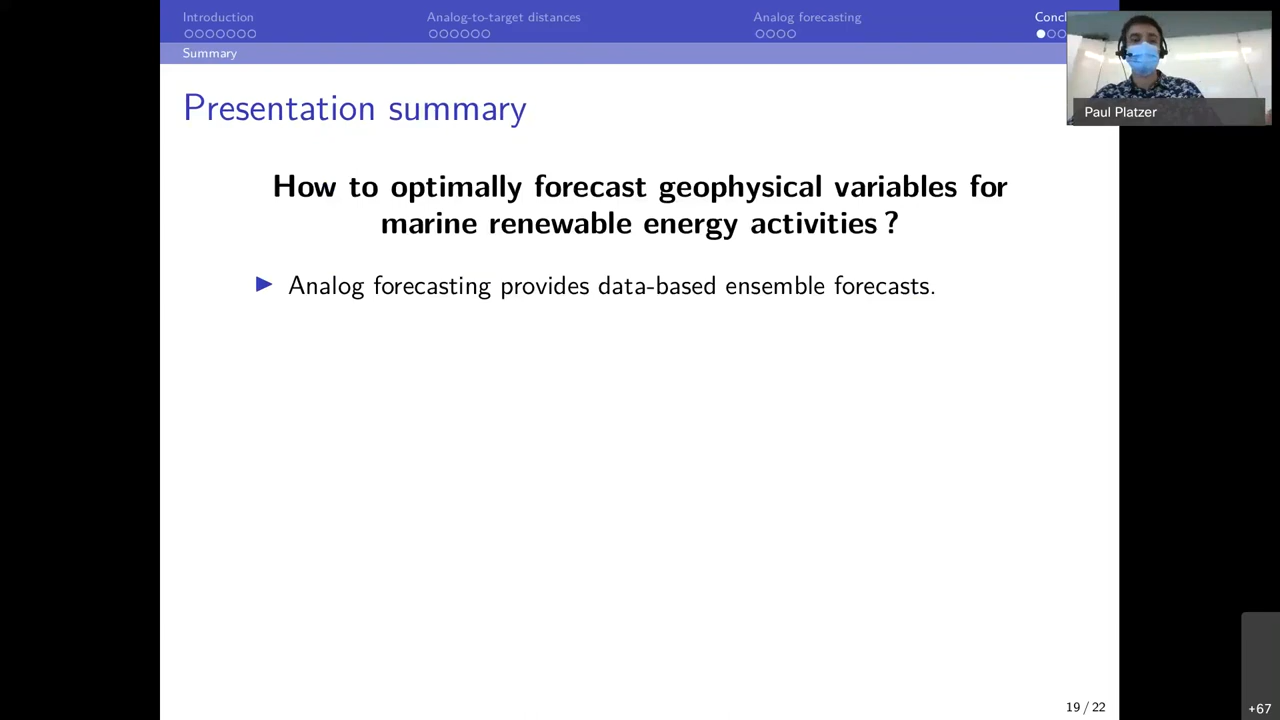 Introduction
Analog-to-target distances
Analog forecasting
Concl
Summary
Paul Platzer
Presentation summary
How to optimally forecast geophysical variables for
marine renewable energy activities ?
Analog forecasting provides data-based ensemble forecasts.
19 / 22
+67